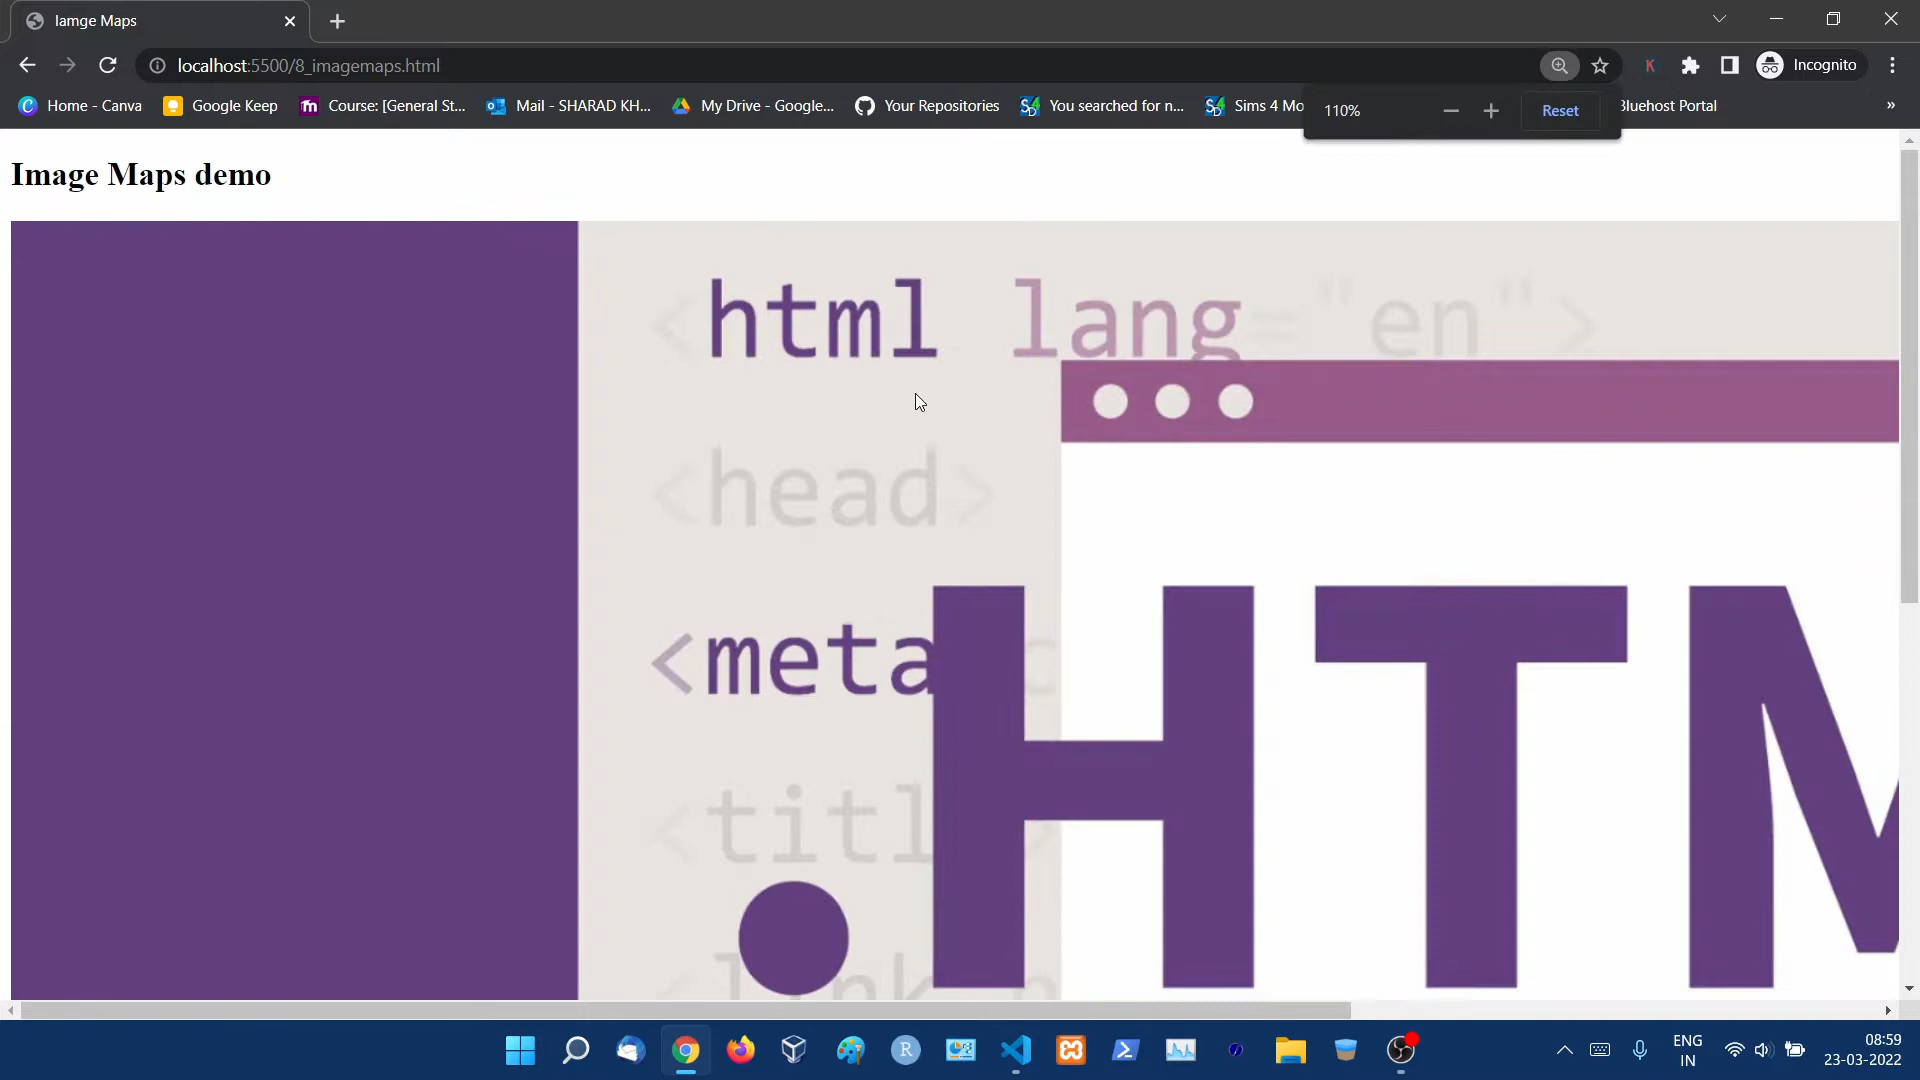 Iamge Maps
localhost:5500/8_imagemaps.html
Incognito
Home - Canva
Google Keep
Course: [General St...
Mail - SHARAD KH...
My Drive - Google...
Your Repositories
You searched for n...
Sims 4 Mo
Bluehost Portal
»
110%
Reset
Image Maps demo
<html lang="en">
<head>
<meta c
<titl >
.HTM
<link
ENG
IN
08:59
23-03-2022